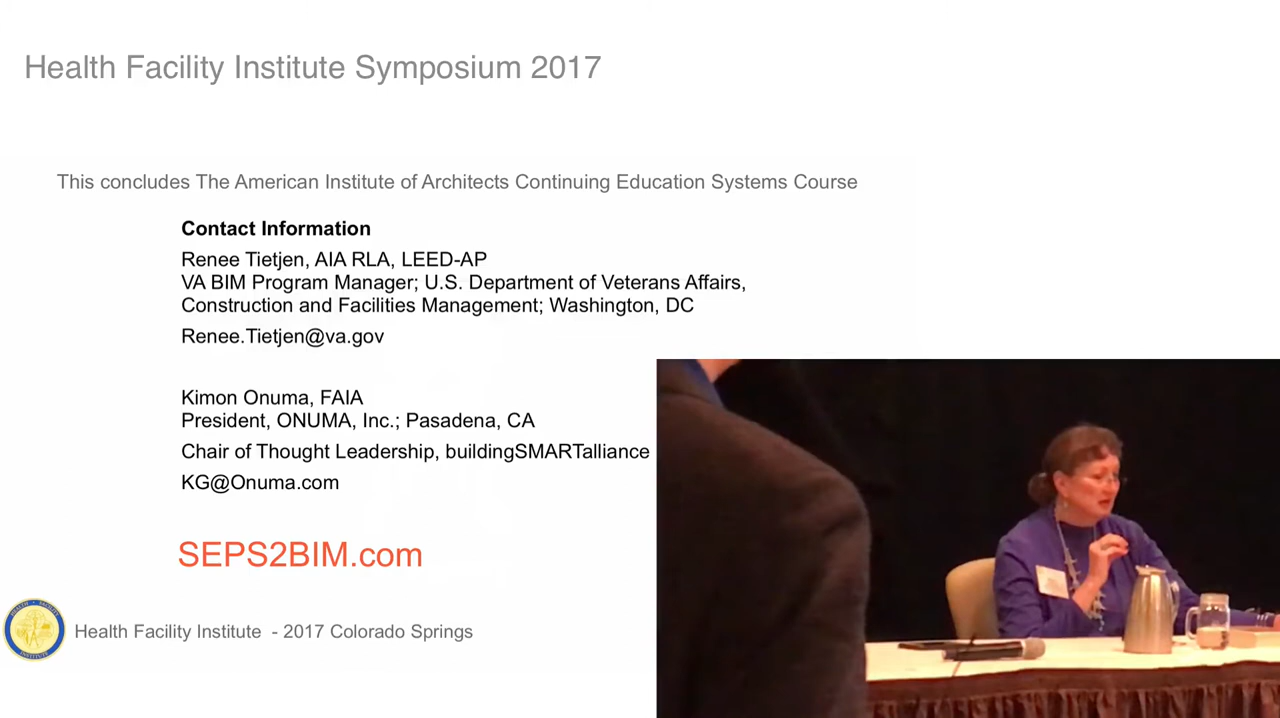 Health Facility Institute Symposium 2017
This concludes The American Institute of Architects Continuing Education Systems Course
Contact Information
Renee Tietjen, AIA RLA, LEED-AP
VA BIM Program Manager; U.S. Department of Veterans Affairs,
Construction and Facilities Management; Washington, DC
Renee.Tietjen@va.gov
Kimon Onuma, FAIA
President, ONUMA, Inc.; Pasadena, CA
Chair of Thought Leadership, buildingSMARTalliance
KG@Onuma.com
SEPS2BIM.com
HEALTH FACILITY
INSTITUTE
Health Facility Institute - 2017 Colorado Springs